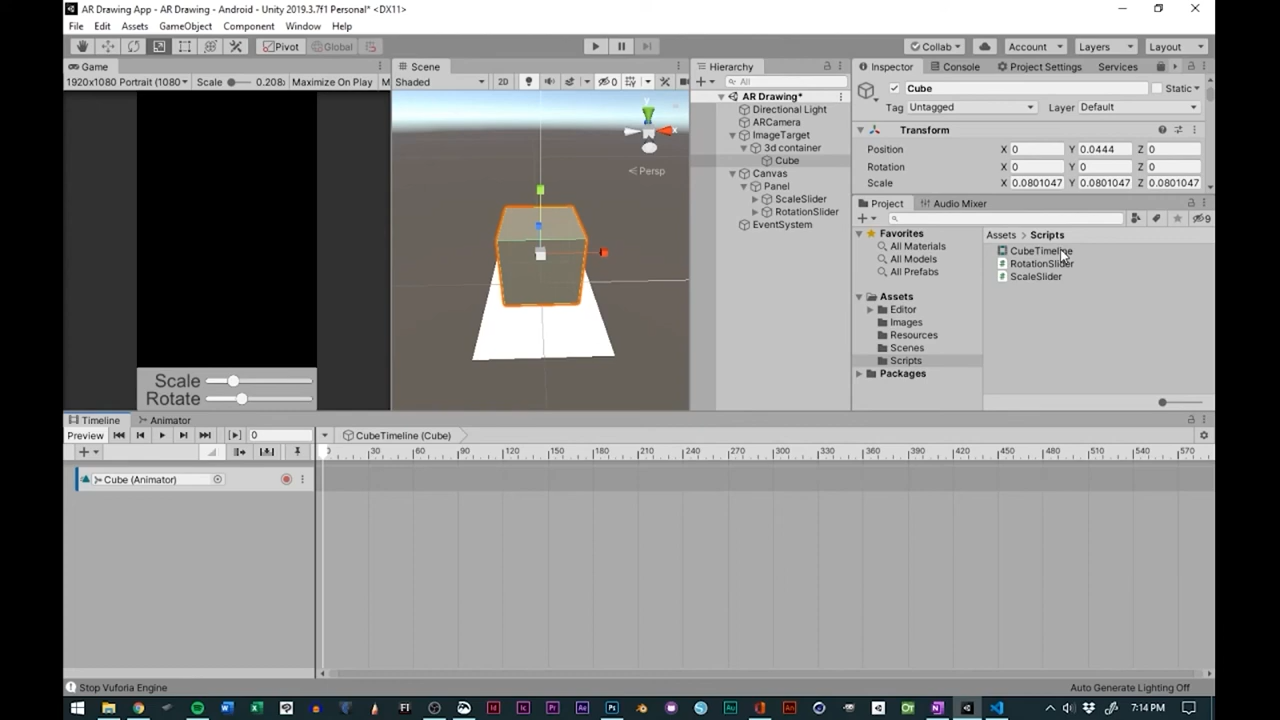 AR Drawing App - AR Drawing - Android - Unity 2019.3.7f1 Personal* <DX11>
File Edit Assets GameObject Component Window Help
Pivot Global Collab Account Layers Layout
Game
1920x1080 Portrait (1080 Scale 0.208x Maximize On Play M
Scale
Rotate
Scene
Shaded 2D 0
Persp
Hierarchy
All
AR Drawing*
Directional Light
ARCamera
ImageTarget
3d container
Cube
Canvas
Panel
ScaleSlider
RotationSlider
EventSystem
Inspector Console Project Settings Services
Cube Static
Tag Untagged Layer Default
Transform
Position X 0 Y 0.0444 Z 0
Rotation X 0 Y 0 Z 0
Scale X 0.0801047 Y 0.0801047 Z 0.0801047
Project Audio Mixer
9
Favorites
All Materials
All Models
All Prefabs
Assets
Editor
Images
Resources
Scenes
Scripts
Packages
Assets > Scripts
CubeTimeline
RotationSlider
ScaleSlider
Timeline Animator
Preview 0 CubeTimeline (Cube)
0 30 60 90 120 150 180 210 240 270 300 330 360 390 420 450 480 510 540 570
Cube (Animator)
Stop Vuforia Engine Auto Generate Lighting Off
7:14 PM